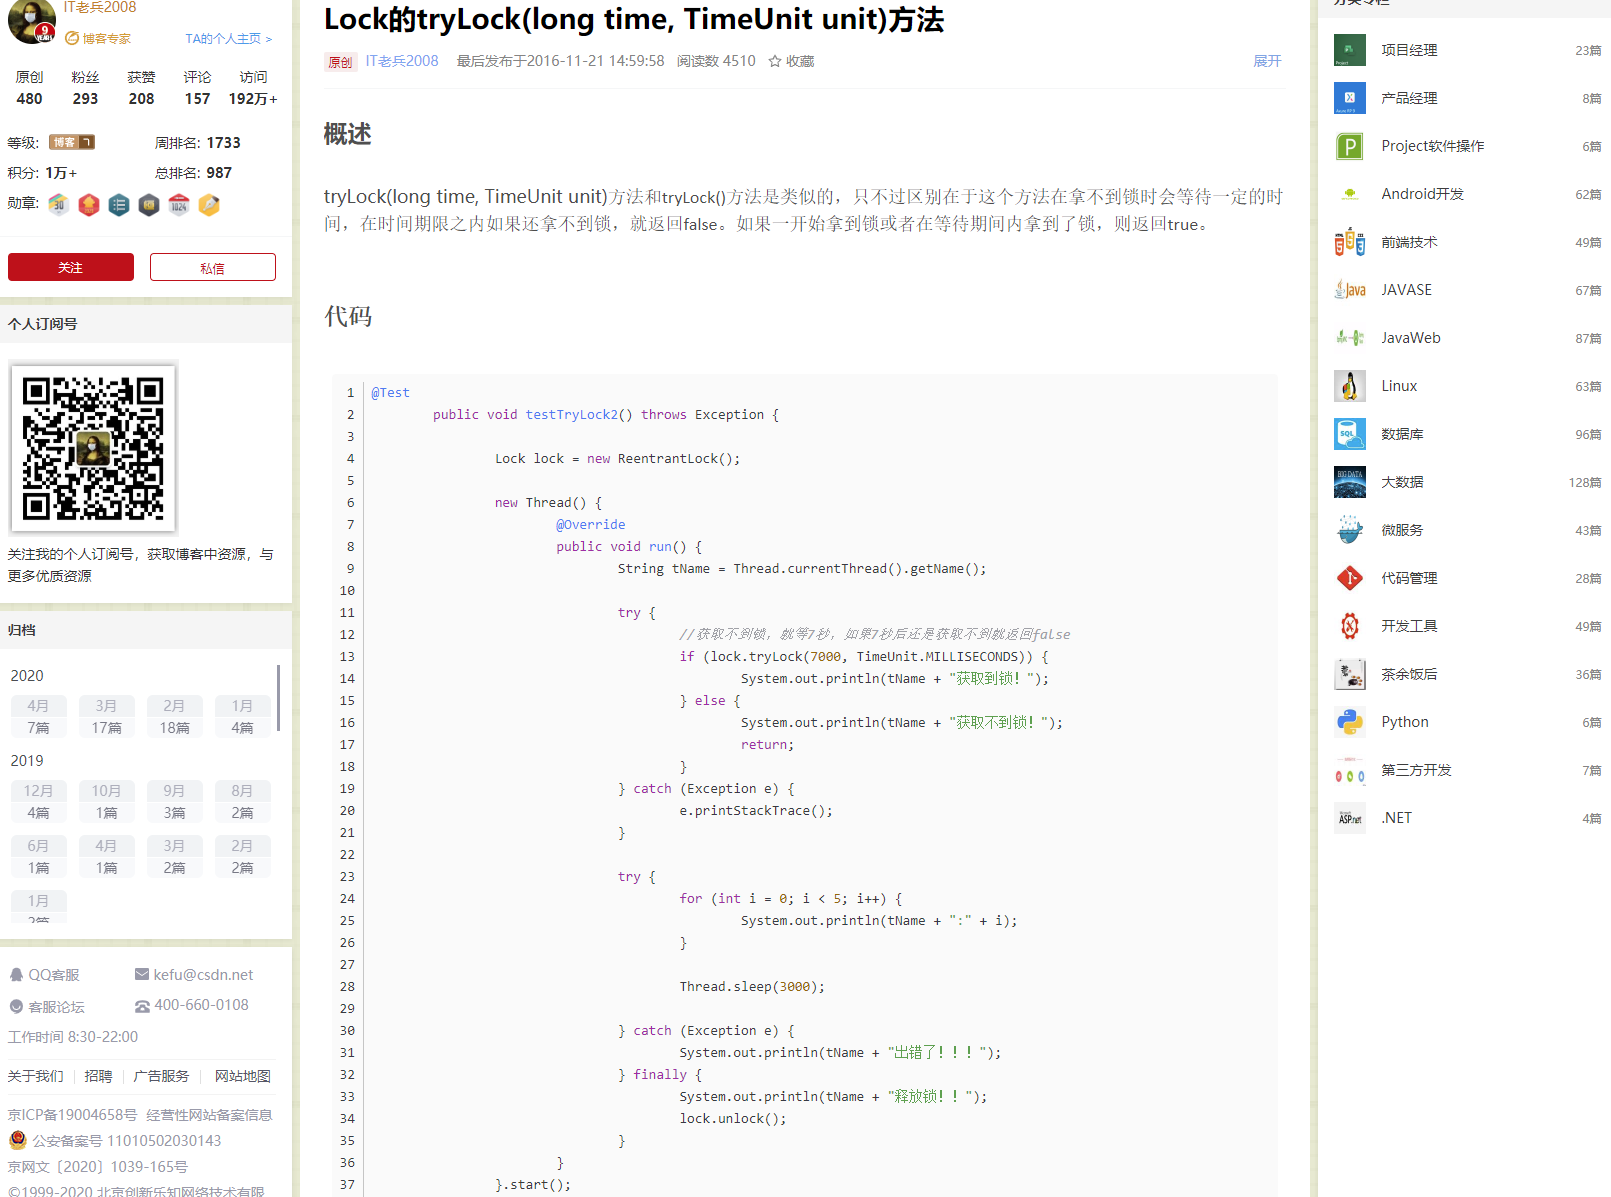 IT老兵2008
博客专家
TA的个人主页 >
原创 粉丝 获赞 评论 访问
480 293 208 157 192万+
等级: 博客 7 周排名: 1733
积分: 1万+ 总排名: 987
勋章:
关注 私信
个人订阅号
关注我的个人订阅号，获取博客中资源，与
更多优质资源
归档
2020
4月 3月 2月 1月
7篇 17篇 18篇 4篇
2019
12月 10月 9月 8月
4篇 1篇 3篇 2篇
6月 4月 3月 2月
1篇 1篇 2篇 2篇
1月
2篇
QQ客服 kefu@csdn.net
客服论坛 400-660-0108
工作时间 8:30-22:00
关于我们 招聘 广告服务 网站地图
京ICP备19004658号 经营性网站备案信息
公安备案号 11010502030143
京网文〔2020〕1039-165号
©1999-2020 北京创新乐知网络技术有限
Lock的tryLock(long time, TimeUnit unit)方法
原创 IT老兵2008 最后发布于2016-11-21 14:59:58 阅读数 4510 收藏 展开
概述
tryLock(long time, TimeUnit unit)方法和tryLock()方法是类似的，只不过区别在于这个方法在拿不到锁时会等待一定的时
间，在时间期限之内如果还拿不到锁，就返回false。如果一开始拿到锁或者在等待期间内拿到了锁，则返回true。
代码
1 @Test
2 public void testTryLock2() throws Exception {
3
4 Lock lock = new ReentrantLock();
5
6 new Thread() {
7 @Override
8 public void run() {
9 String tName = Thread.currentThread().getName();
10
11 try {
12 //获取不到锁，就等7秒，如果7秒后还是获取不到就返回false
13 if (lock.tryLock(7000, TimeUnit.MILLISECONDS)) {
14 System.out.println(tName + "获取到锁！");
15 } else {
16 System.out.println(tName + "获取不到锁！");
17 return;
18 }
19 } catch (Exception e) {
20 e.printStackTrace();
21 }
22
23 try {
24 for (int i = 0; i < 5; i++) {
25 System.out.println(tName + ":" + i);
26 }
27
28 Thread.sleep(3000);
29
30 } catch (Exception e) {
31 System.out.println(tName + "出错了！！！");
32 } finally {
33 System.out.println(tName + "释放锁！！");
34 lock.unlock();
35 }
36 }
37 }.start();
分类专栏
项目经理 23篇
产品经理 8篇
Project软件操作 6篇
Android开发 62篇
前端技术 49篇
JAVASE 67篇
JavaWeb 87篇
Linux 63篇
数据库 96篇
大数据 128篇
微服务 43篇
代码管理 28篇
开发工具 49篇
茶余饭后 36篇
Python 6篇
第三方开发 7篇
.NET 4篇